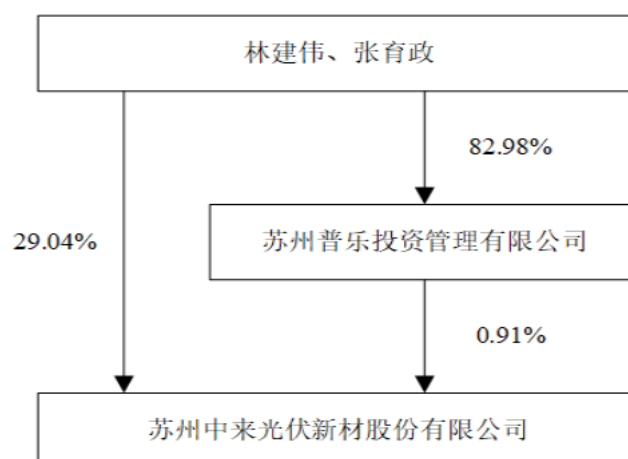 林建伟、张育政
82.98%
29.04%
苏州普乐投资管理有限公司
0.91%
苏州中来光伏新材股份有限公司